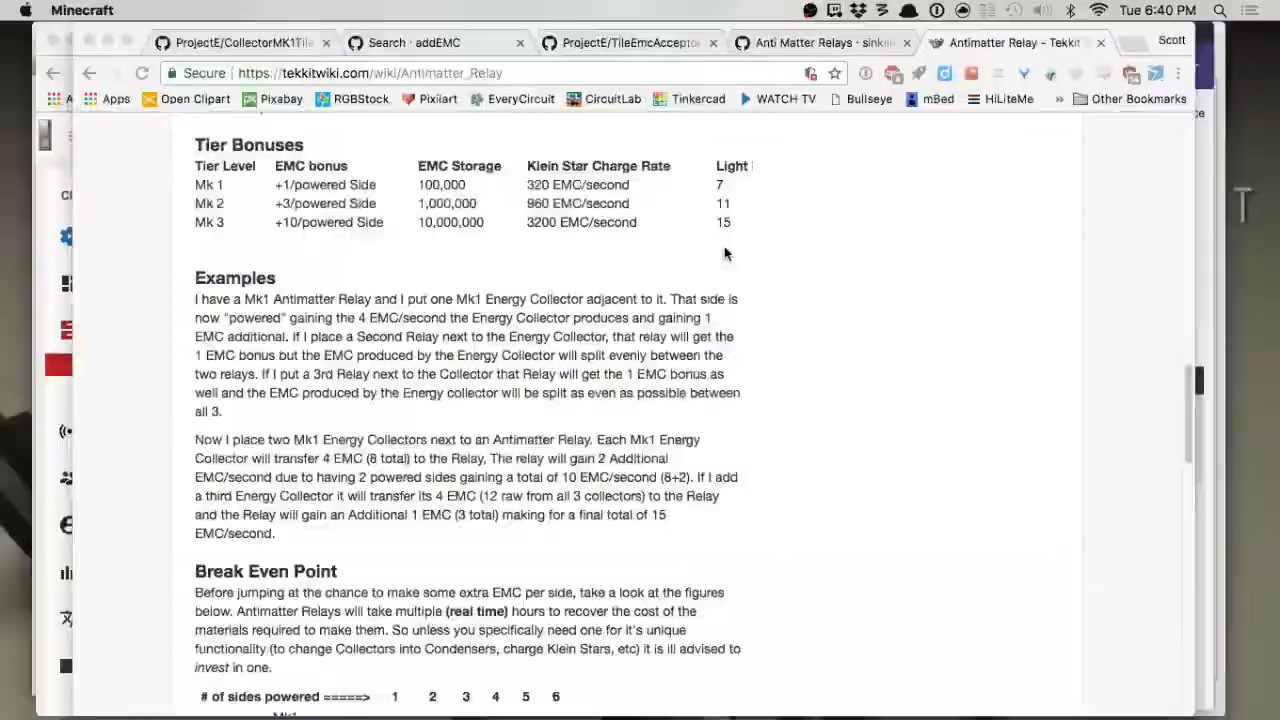 Minecraft
Tue 6:40 PM
ProjectE/CollectorMK1Tile
Search · addEMC
ProjectE/TileEmcAcceptor
Anti Matter Relays - sinkin
Antimatter Relay - Tekkit
Scott
Secure
https://tekkitwiki.com/wiki/Antimatter_Relay
Apps
Open Clipart
Pixabay
RGBStock
Pixiart
EveryCircuit
CircuitLab
Tinkercad
WATCH TV
Bullseye
mBed
HiLiteMe
»
Other Bookmarks
Tier Bonuses
Tier Level EMC bonus EMC Storage Klein Star Charge Rate Light
Mk 1 +1/powered Side 100,000 320 EMC/second 7
Mk 2 +3/powered Side 1,000,000 960 EMC/second 11
Mk 3 +10/powered Side 10,000,000 3200 EMC/second 15
Examples
I have a Mk1 Antimatter Relay and I put one Mk1 Energy Collector adjacent to it. That side is
now "powered" gaining the 4 EMC/second the Energy Collector produces and gaining 1
EMC additional. If I place a Second Relay next to the Energy Collector, that relay will get the
1 EMC bonus but the EMC produced by the Energy Collector will split evenly between the
two relays. If I put a 3rd Relay next to the Collector that Relay will get the 1 EMC bonus as
well and the EMC produced by the Energy collector will be split as even as possible between
all 3.
Now I place two Mk1 Energy Collectors next to an Antimatter Relay. Each Mk1 Energy
Collector will transfer 4 EMC (8 total) to the Relay, The relay will gain 2 Additional
EMC/second due to having 2 powered sides gaining a total of 10 EMC/second (8+2). If I add
a third Energy Collector it will transfer its 4 EMC (12 raw from all 3 collectors) to the Relay
and the Relay will gain an Additional 1 EMC (3 total) making for a final total of 15
EMC/second.
Break Even Point
Before jumping at the chance to make some extra EMC per side, take a look at the figures
below. Antimatter Relays will take multiple (real time) hours to recover the cost of the
materials required to make them. So unless you specifically need one for it's unique
functionality (to change Collectors into Condensers, charge Klein Stars, etc) it is ill advised to
invest in one.
# of sides powered =====> 1 2 3 4 5 6
Mk1